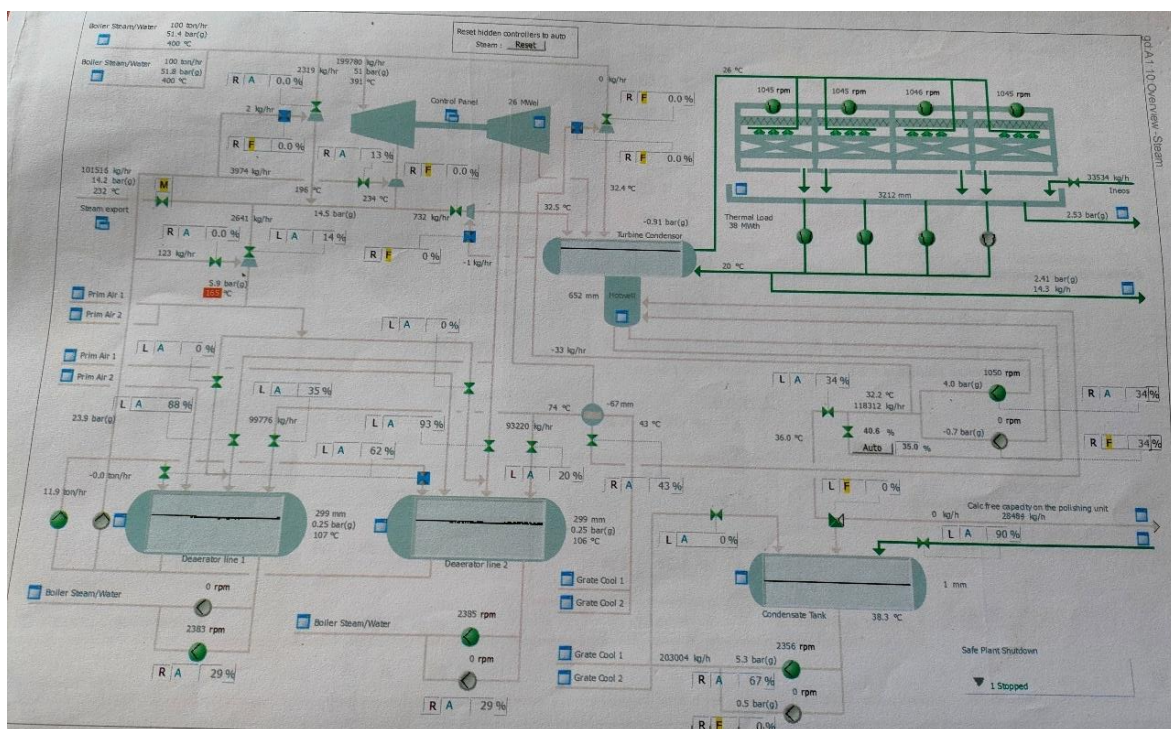 Boiler Steam/Water
100 ton/hr
51.4 bar(g)
400 °C
Boiler Steam/Water
100 ton/hr
51.8 bar(g)
400 °C
Reset hidden controllers to auto
Steam : Reset
gd:A1-10 Overview - Steam
2319 kg/hr
199780 kg/hr
51 bar(g)
391 °C
0 kg/hr
R A 0.0 %
Control Panel
26 MWel
R F 0.0 %
2 kg/hr
R F 0.0 %
R A 13 %
R F 0.0 %
R F 0.0 %
26 °C
1045 rpm
1045 rpm
1046 rpm
1045 rpm
101516 kg/hr
14.2 bar(g)
232 °C
M
3974 kg/hr
196 °C
234 °C
32.4 °C
33534 kg/h
Ineos
3212 mm
Steam export
2641 kg/hr
14.5 bar(g)
732 kg/hr
32.5 °C
-0.91 bar(g)
Turbine Condensor
Thermal Load
38 MWth
2.53 bar(g)
R A 0.0 %
L A 14 %
R F 0 %
-1 kg/hr
123 kg/hr
5.9 bar(g)
165 °C
20 °C
2.41 bar(g)
14.3 kg/h
652 mm
Hotwell
Prim Air 1
Prim Air 2
L A 0 %
L A 0 %
-33 kg/hr
Prim Air 1
Prim Air 2
L A 35 %
L A 34 %
32.2 °C
118312 kg/hr
4.0 bar(g)
1050 rpm
R A 34 %
L A 88 %
23.9 bar(g)
99776 kg/hr
L A 93 %
74 °C
-67 mm
93220 kg/hr
43 °C
36.0 °C
40.6 %
Auto 35.0 %
-0.7 bar(g)
0 rpm
R F 34 %
L A 62 %
L A 20 %
R A 43 %
L F 0 %
-0.0 ton/hr
11.9 ton/hr
299 mm
0.25 bar(g)
107 °C
Deaerator line 1
299 mm
0.25 bar(g)
106 °C
Deaerator line 2
Calc free capacity on the polishing unit
0 kg/h
28484 kg/h
L A 0 %
L A 90 %
Grate Cool 1
Grate Cool 2
1 mm
Condensate Tank
38.3 °C
Boiler Steam/Water
0 rpm
2383 rpm
R A 29 %
Boiler Steam/Water
2385 rpm
0 rpm
R A 29 %
Grate Cool 1
Grate Cool 2
203004 kg/h
5.3 bar(g)
2356 rpm
R A 67 %
0 rpm
0.5 bar(g)
R F 0 %
Safe Plant Shutdown
1 Stopped